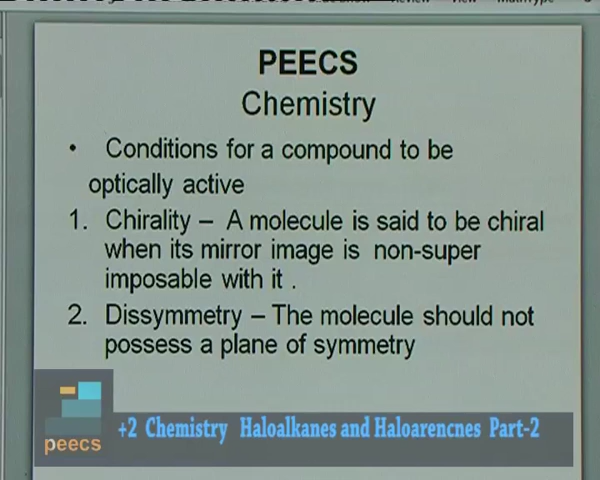 PEECS
Chemistry
• Conditions for a compound to be
optically active
1. Chirality – A molecule is said to be chiral
when its mirror image is non-super
imposable with it .
2. Dissymmetry – The molecule should not
possess a plane of symmetry
peecs
+2 Chemistry Haloalkanes and Haloarencnes Part-2